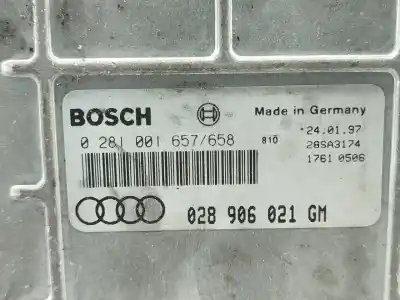 BOSCH
Made in Germany
0 281 001 657/658
810
24.01.97
28SA3174
1761 0506
028 906 021 GM